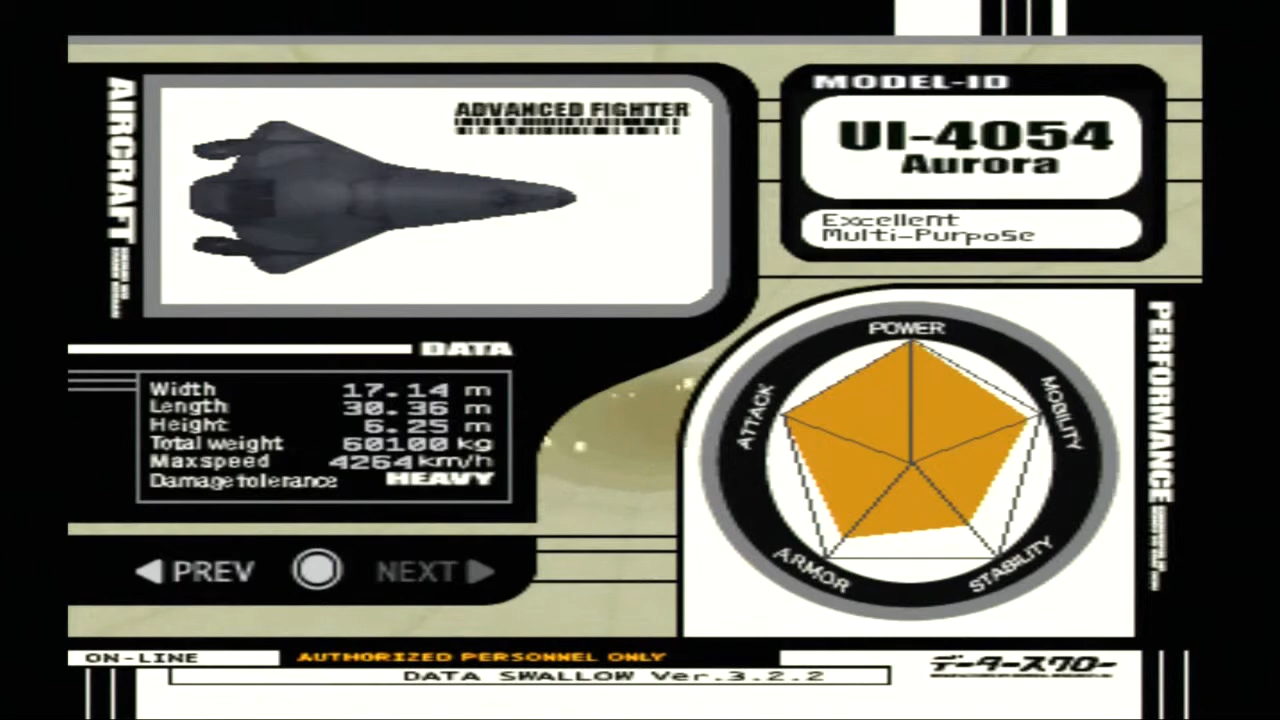 AIRCRAFT
ADVANCED FIGHTER
MODEL-ID
UI-4054
Aurora
Excellent
Multi-Purpose
DATA
Width 17.14 m
Length 30.36 m
Height 6.25 m
Total weight 60100 kg
Max speed 4264 km/h
Damage tolerance HEAVY
PERFORMANCE
POWER
MOBILITY
STABILITY
ARMOR
ATTACK
PREV
NEXT
ON-LINE
AUTHORIZED PERSONNEL ONLY
DATA SWALLOW Ver.3.2.2
データースワロー